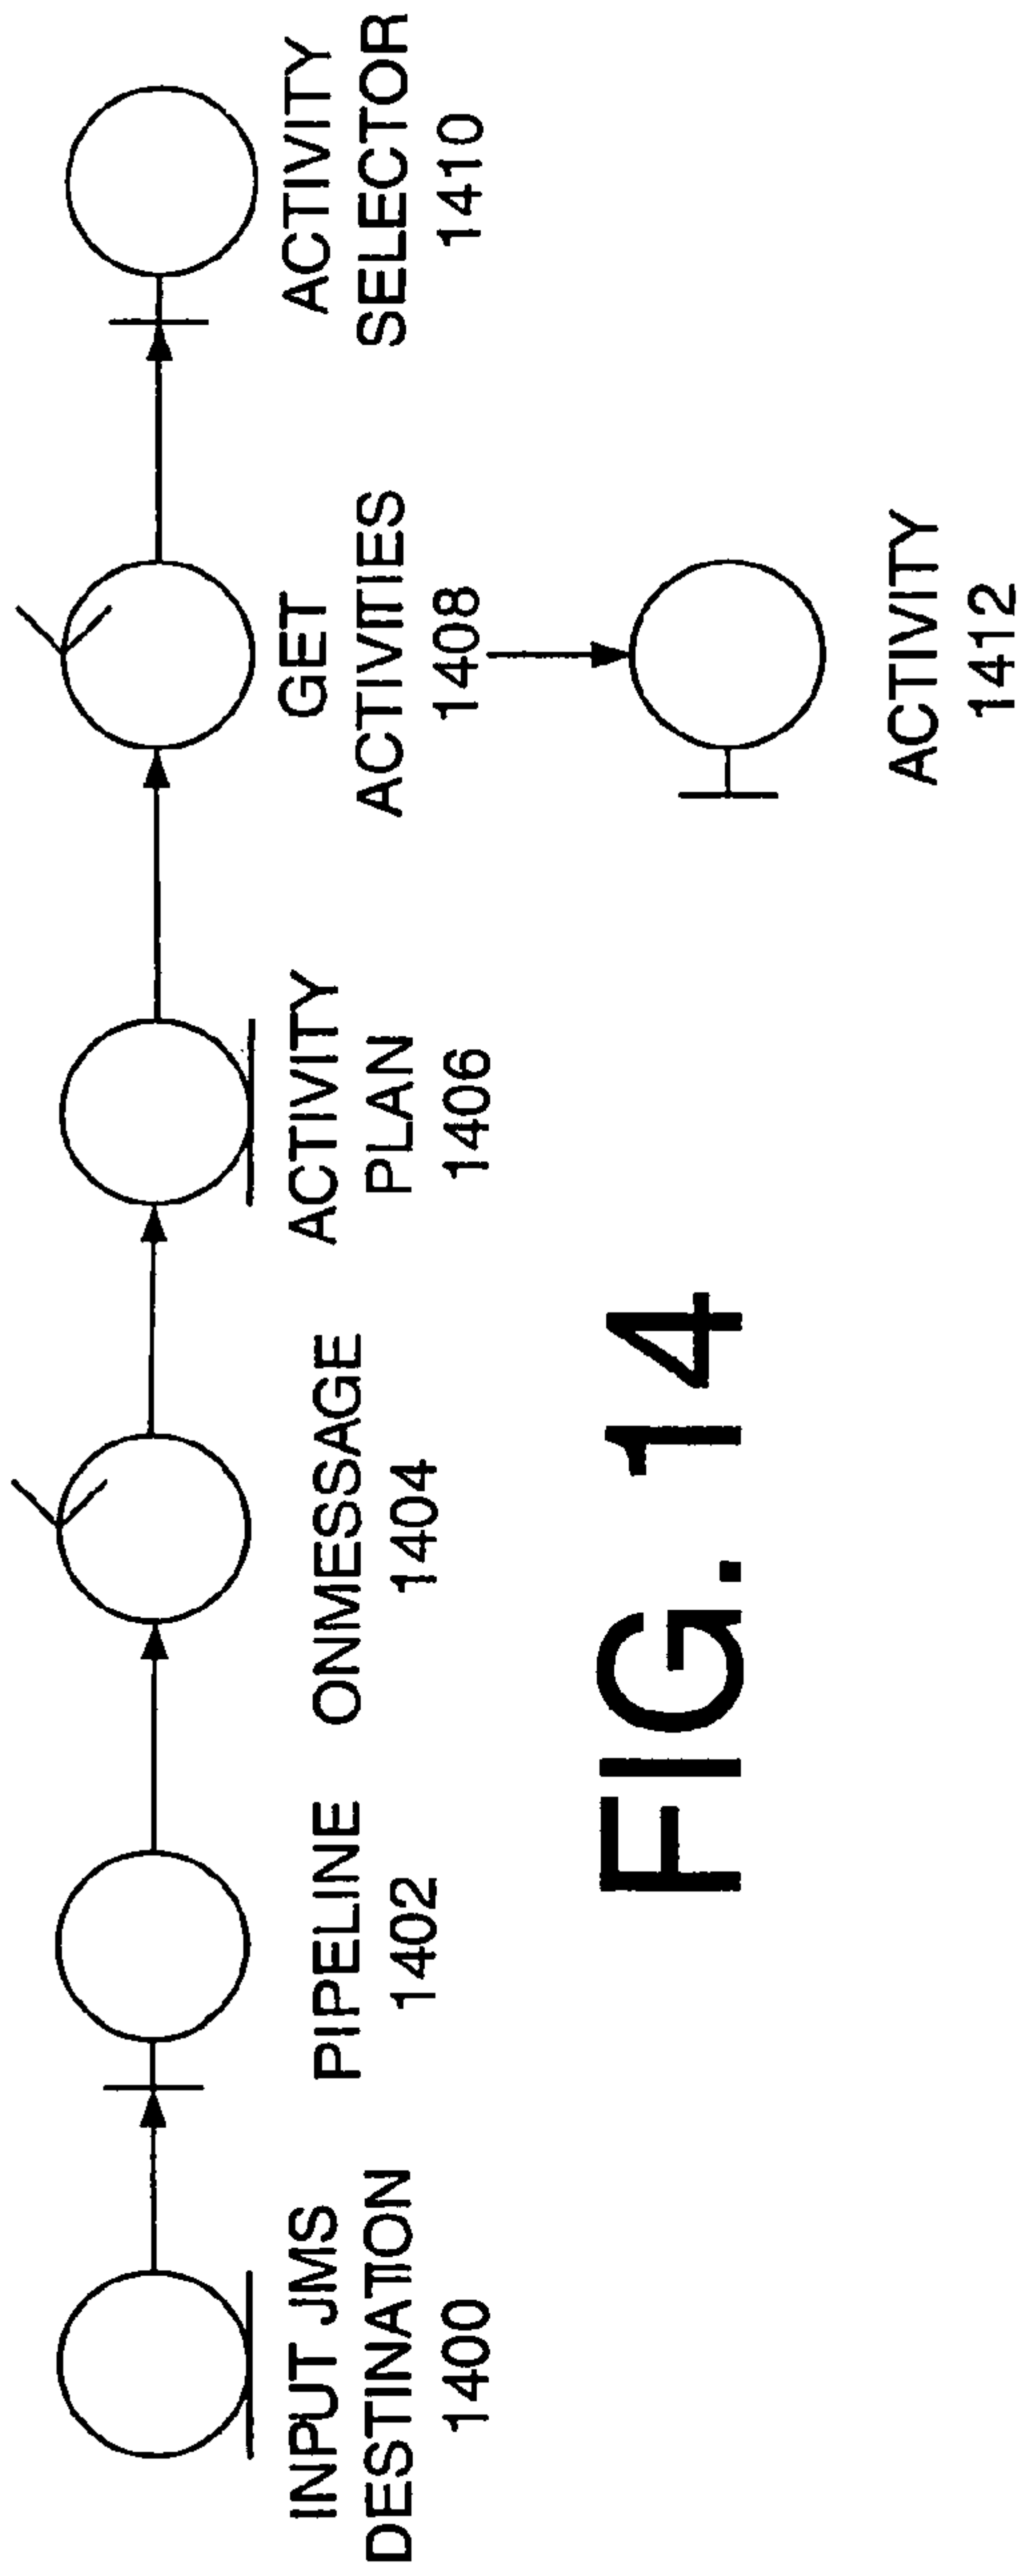 INPUT JMS
DESTINATION
1400
PIPELINE
1402
ONMESSAGE
1404
ACTIVITY
PLAN
1406
GET
ACTIVITIES
1408
ACTIVITY
SELECTOR
1410
ACTIVITY
1412
FIG. 14